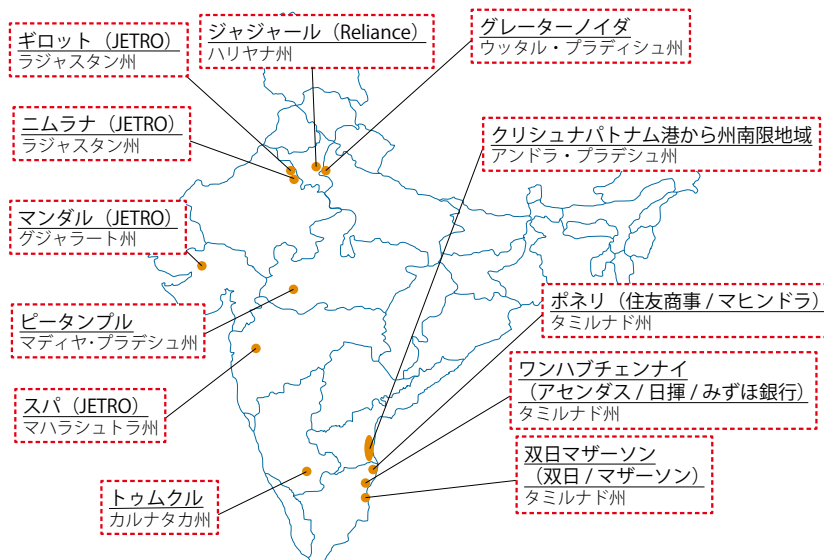 ギロット（JETRO）
ラジャスタン州
ジャジャール（Reliance）
ハリヤナ州
グレーターノイダ
ウッタル・プラディシュ州
ニムラナ（JETRO）
ラジャスタン州
クリシュナパトナム港から州南限地域
アンドラ・プラデシュ州
マンダル（JETRO）
グジャラート州
ピータンプル
マディヤ・プラデシュ州
ポネリ（住友商事 / マヒンドラ）
タミルナド州
ワンハブチェンナイ
（アセンダス / 日揮 / みずほ銀行）
タミルナド州
スパ（JETRO）
マハラシュトラ州
双日マザーソン
（双日 / マザーソン）
タミルナド州
トゥムクル
カルナタカ州